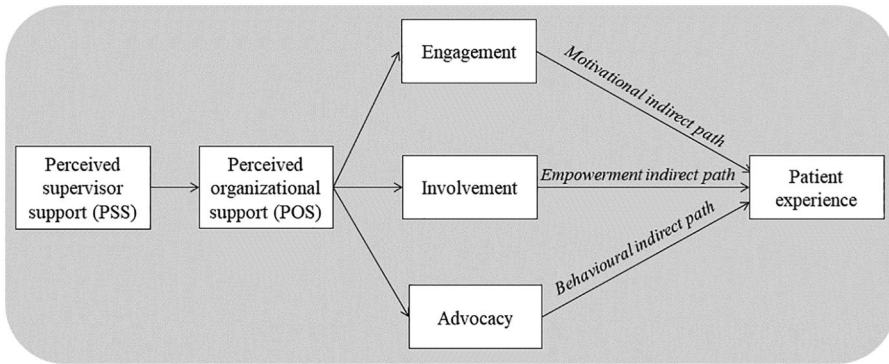 Engagement
Motivational indirect path
Perceived
supervisor
support (PSS)
Perceived
organizational
support (POS)
Involvement
Empowerment indirect path
Patient
experience
Advocacy
Behavioural indirect path